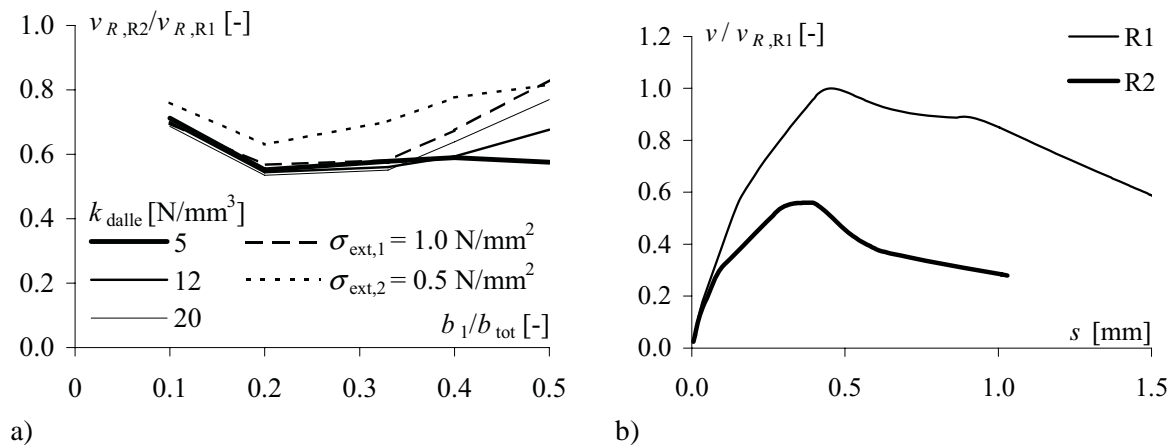 v R,R2/v R,R1 [-]
1.0
0.8
0.6
0.4
0.2
0.0
k dalle [N/mm3]
5
12
20
σext,1 = 1.0 N/mm2
σext,2 = 0.5 N/mm2
b 1/b tot [-]
0 0.1 0.2 0.3 0.4 0.5
a)
v / v R,R1 [-]
R1
R2
1.2
1.0
0.8
0.6
0.4
0.2
0.0
s [mm]
0.0 0.5 1.0 1.5
b)